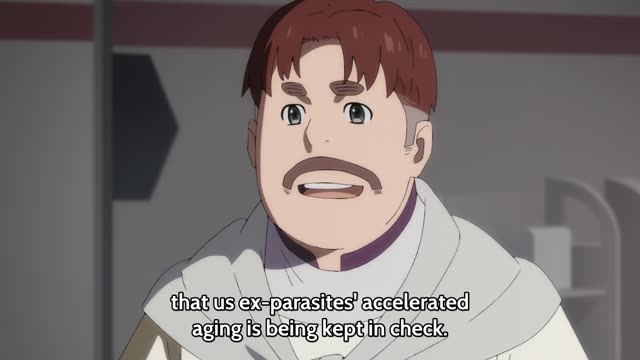 that us ex-parasites' accelerated
aging is being kept in check.